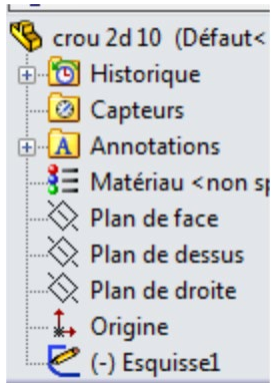 crou 2d 10 (Défaut<
Historique
Capteurs
A Annotations
Matériau <non sp
Plan de face
Plan de dessus
Plan de droite
Origine
(-) Esquisse1